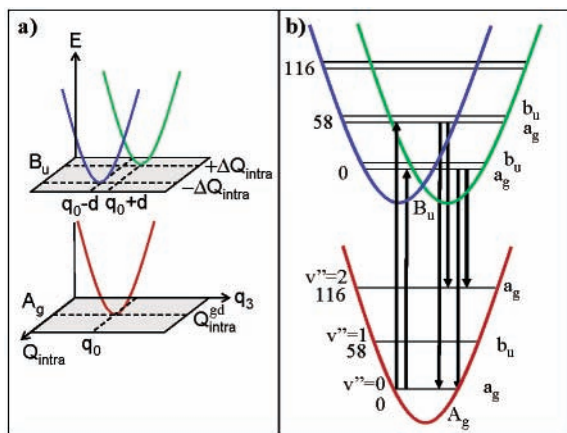 a)
E
B_u
+ΔQ_intra
−ΔQ_intra
q_0-d q_0+d
A_g
q_3
Q_intra^gd
Q_intra
q_0
b)
116
58
b_u
a_g
0
b_u
a_g
B_u
v"=2
116
a_g
v"=1
58
b_u
v"=0
0
a_g
A_g